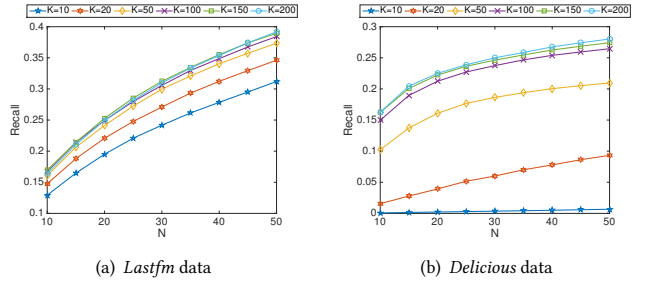 K=10 K=20 K=50 K=100 K=150 K=200
0.4
0.35
0.3
0.25
0.2
0.15
0.1
Recall
10 20 30 40 50
N
(a) Lastfm data
K=10 K=20 K=50 K=100 K=150 K=200
0.35
0.3
0.25
0.2
0.15
0.1
0.05
0
Recall
10 20 30 40 50
N
(b) Delicious data